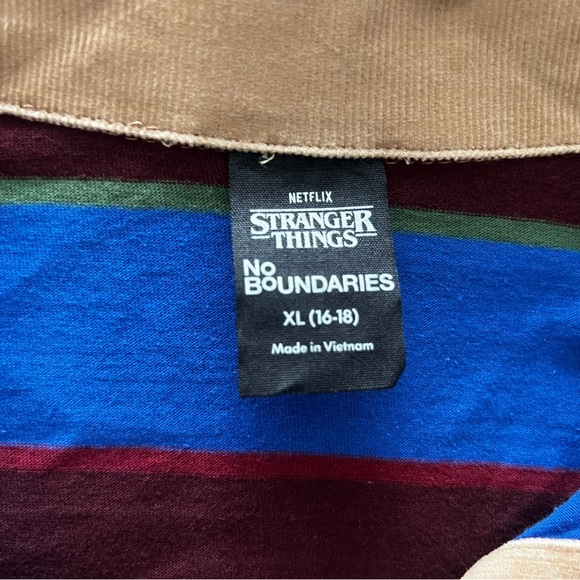 NETFLIX
STRANGER
THINGS
No
BOUNDARIES
XL (16-18)
Made in Vietnam